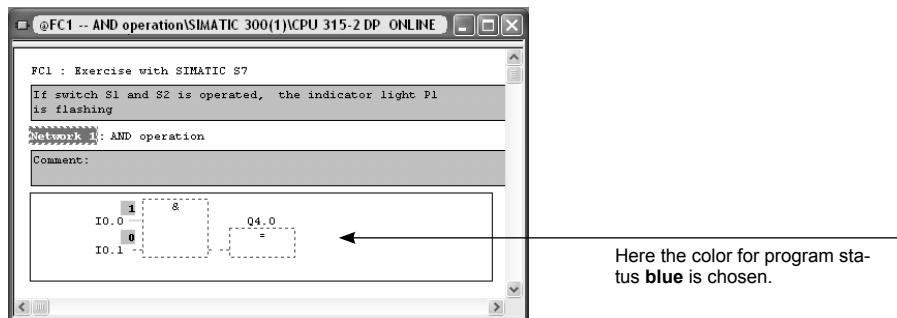 @FC1 -- AND operation\SIMATIC 300(1)\CPU 315-2 DP ONLINE
FC1 : Exercise with SIMATIC S7
If switch S1 and S2 is operated, the indicator light P1
is flashing
Network 1: AND operation
Comment:
1
&
I0.0
Q4.0
0
=
I0.1
Here the color for program sta-
tus blue is chosen.